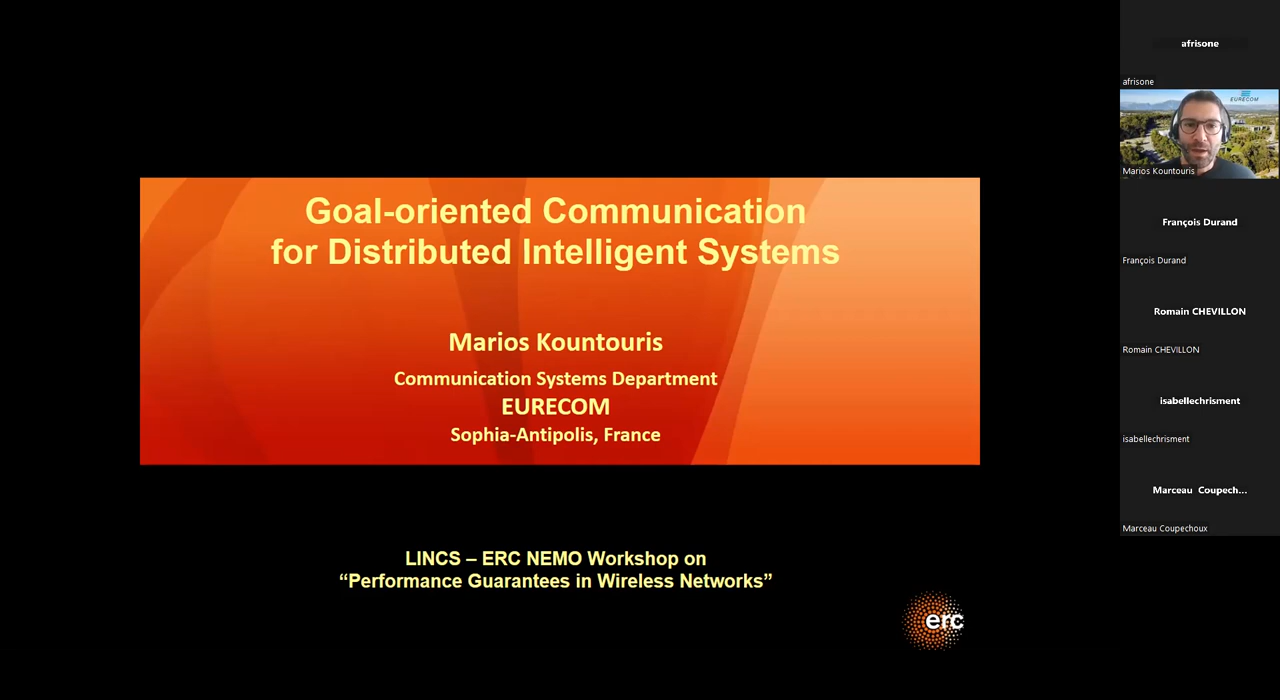 Goal-oriented Communication
for Distributed Intelligent Systems
Marios Kountouris
Communication Systems Department
EURECOM
Sophia-Antipolis, France
LINCS – ERC NEMO Workshop on
“Performance Guarantees in Wireless Networks”
erc
afrisone
afrisone
EURECOM
Marios Kountouris
François Durand
François Durand
Romain CHEVILLON
Romain CHEVILLON
isabellechrisment
isabellechrisment
Marceau Coupech...
Marceau Coupechoux